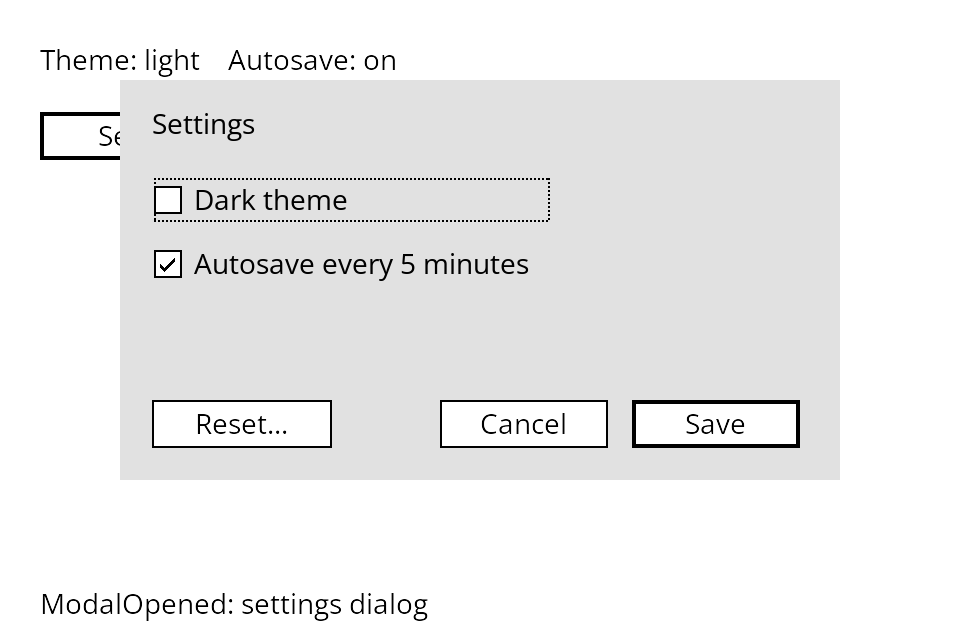 Theme: light Autosave: on
Settings
Dark theme
Autosave every 5 minutes
Reset... Cancel Save
ModalOpened: settings dialog